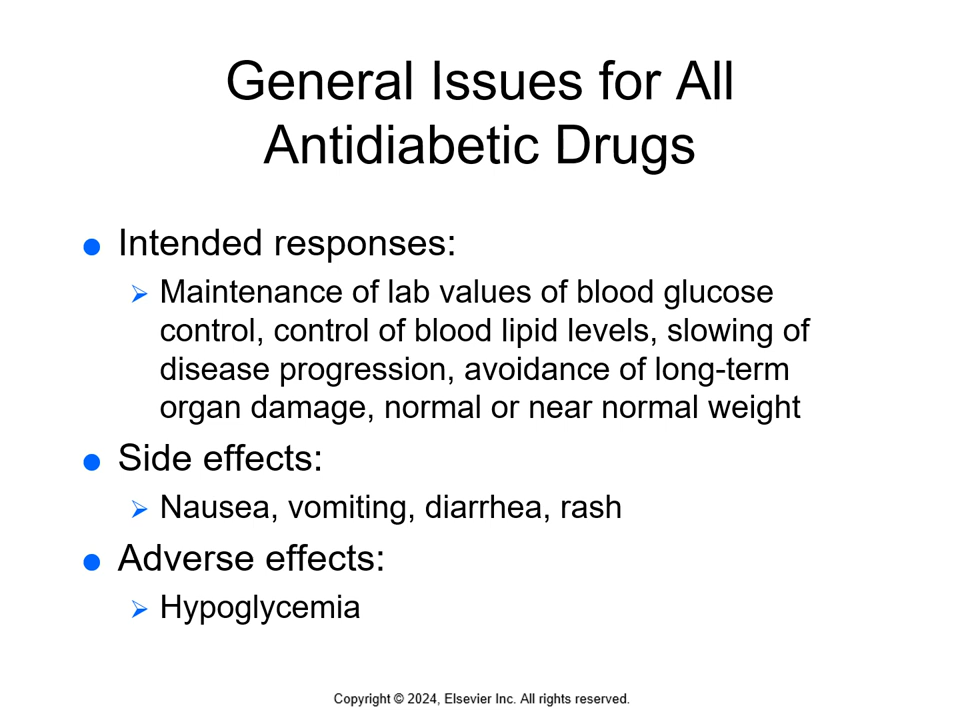 General Issues for All
Antidiabetic Drugs
● Intended responses:
➢ Maintenance of lab values of blood glucose
control, control of blood lipid levels, slowing of
disease progression, avoidance of long-term
organ damage, normal or near normal weight
● Side effects:
➢ Nausea, vomiting, diarrhea, rash
● Adverse effects:
➢ Hypoglycemia
Copyright © 2024, Elsevier Inc. All rights reserved.